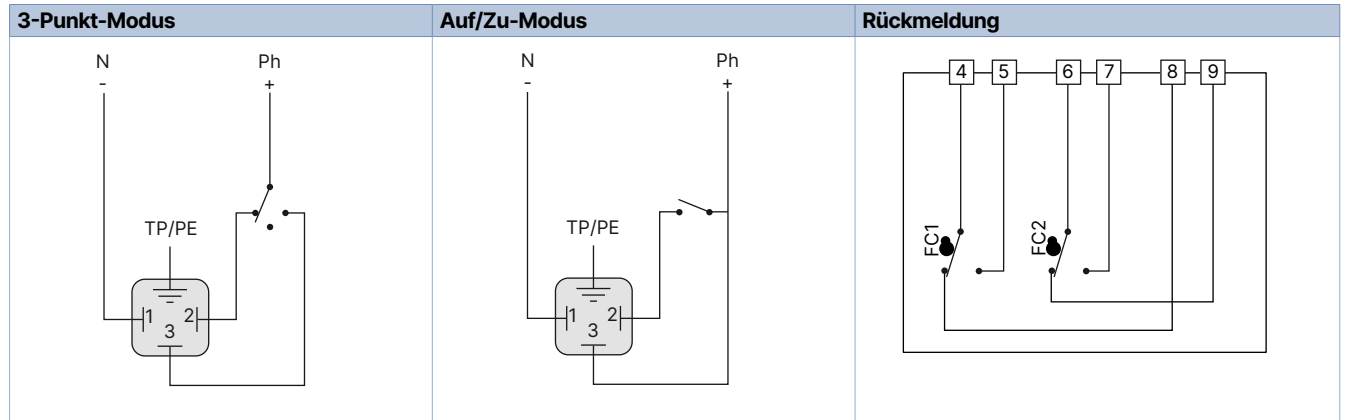 3-Punkt-Modus
Auf/Zu-Modus
Rückmeldung
N
Ph
-
+
TP/PE
1
2
3
N
Ph
-
+
TP/PE
1
2
3
4 5 6 7 8 9
FC1
FC2